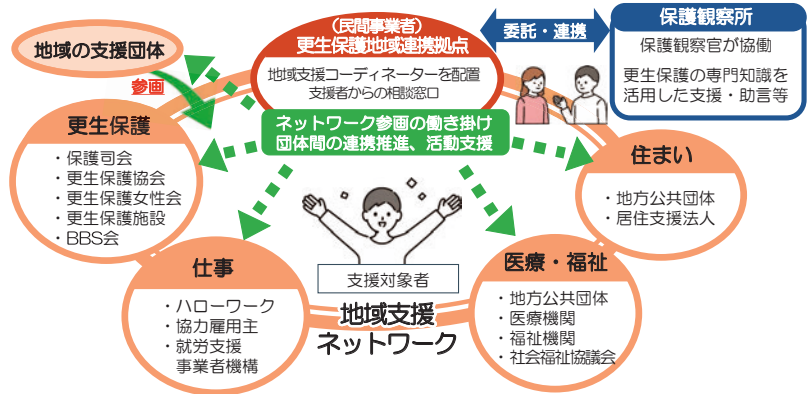 （民間事業者）
更生保護地域連携拠点
地域支援コーディネーターを配置
支援者からの相談窓口
ネットワーク参画の働き掛け
団体間の連携推進、活動支援
委託・連携
保護観察所
保護観察官が協働
更生保護の専門知識を
活用した支援・助言等
地域の支援団体
参画
更生保護
・保護司会
・更生保護協会
・更生保護女性会
・更生保護施設
・BBS会
仕事
・ハローワーク
・協力雇用主
・就労支援
事業者機構
支援対象者
地域支援
ネットワーク
医療・福祉
・地方公共団体
・医療機関
・福祉機関
・社会福祉協議会
住まい
・地方公共団体
・居住支援法人